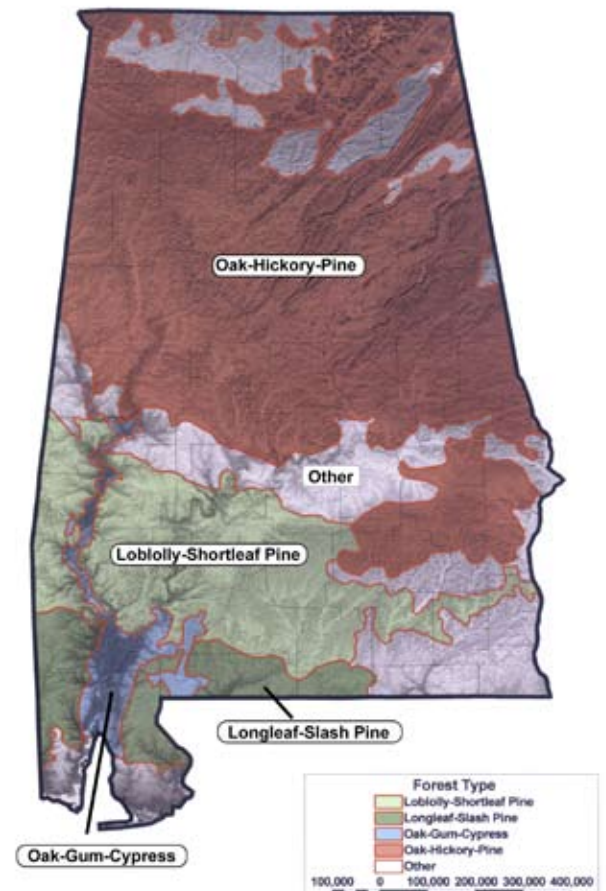 Oak-Hickory-Pine
Other
Loblolly-Shortleaf Pine
Longleaf-Slash Pine
Oak-Gum-Cypress
Forest Type
Loblolly-Shortleaf Pine
Longleaf-Slash Pine
Oak-Gum-Cypress
Oak-Hickory-Pine
Other
100,000 0 100,000 200,000 300,000 400,000